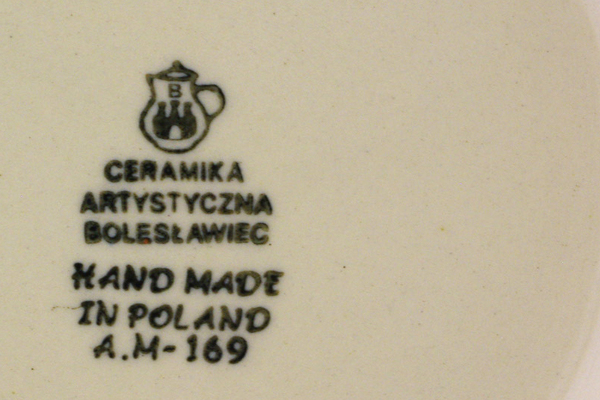 B
CERAMIKA
ARTYSTYCZNA
BOLESŁAWIEC
HAND MADE
IN POLAND
A.M-169